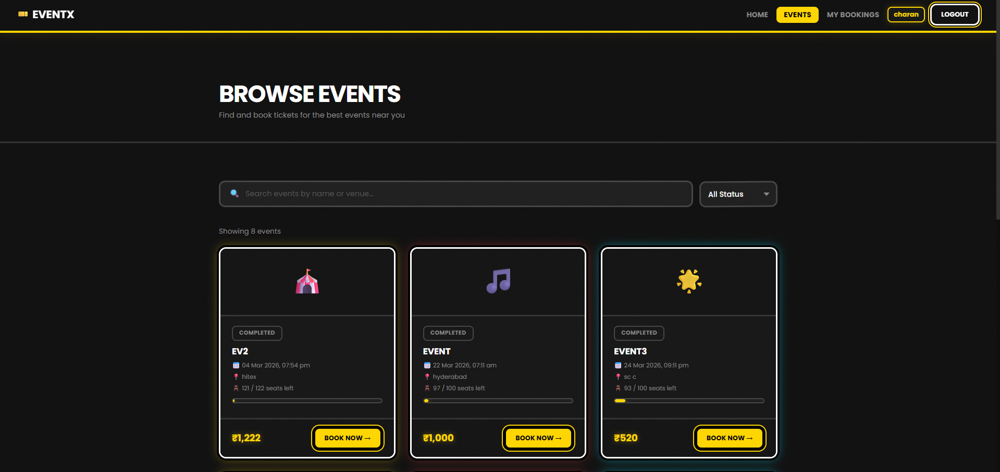 EVENTX
HOME
EVENTS
MY BOOKINGS
charan
LOGOUT
BROWSE EVENTS
Find and book tickets for the best events near you
Search events by name or venue...
All Status
Showing 8 events
COMPLETED
EV2
04 Mar 2026, 07:54 pm
hitex
121 / 122 seats left
₹1,222
BOOK NOW →
COMPLETED
EVENT
22 Mar 2026, 07:11 am
hyderabad
97 / 100 seats left
₹1,000
BOOK NOW →
COMPLETED
EVENT3
24 Mar 2026, 09:11 pm
sc c
93 / 100 seats left
₹520
BOOK NOW →